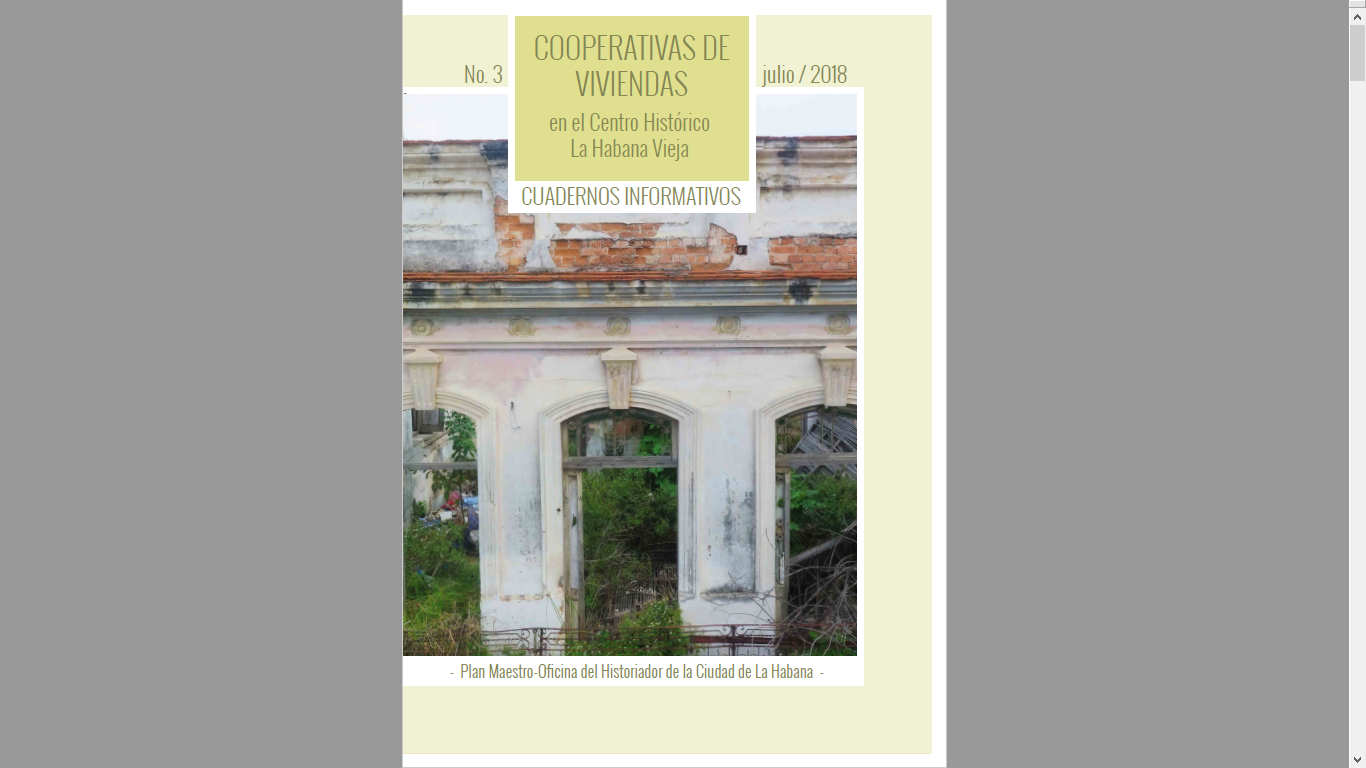 COOPERATIVAS DE
VIVIENDAS
en el Centro Histórico
La Habana Vieja
CUADERNOS INFORMATIVOS
No. 3
julio / 2018
- Plan Maestro-Oficina del Historiador de la Ciudad de La Habana -